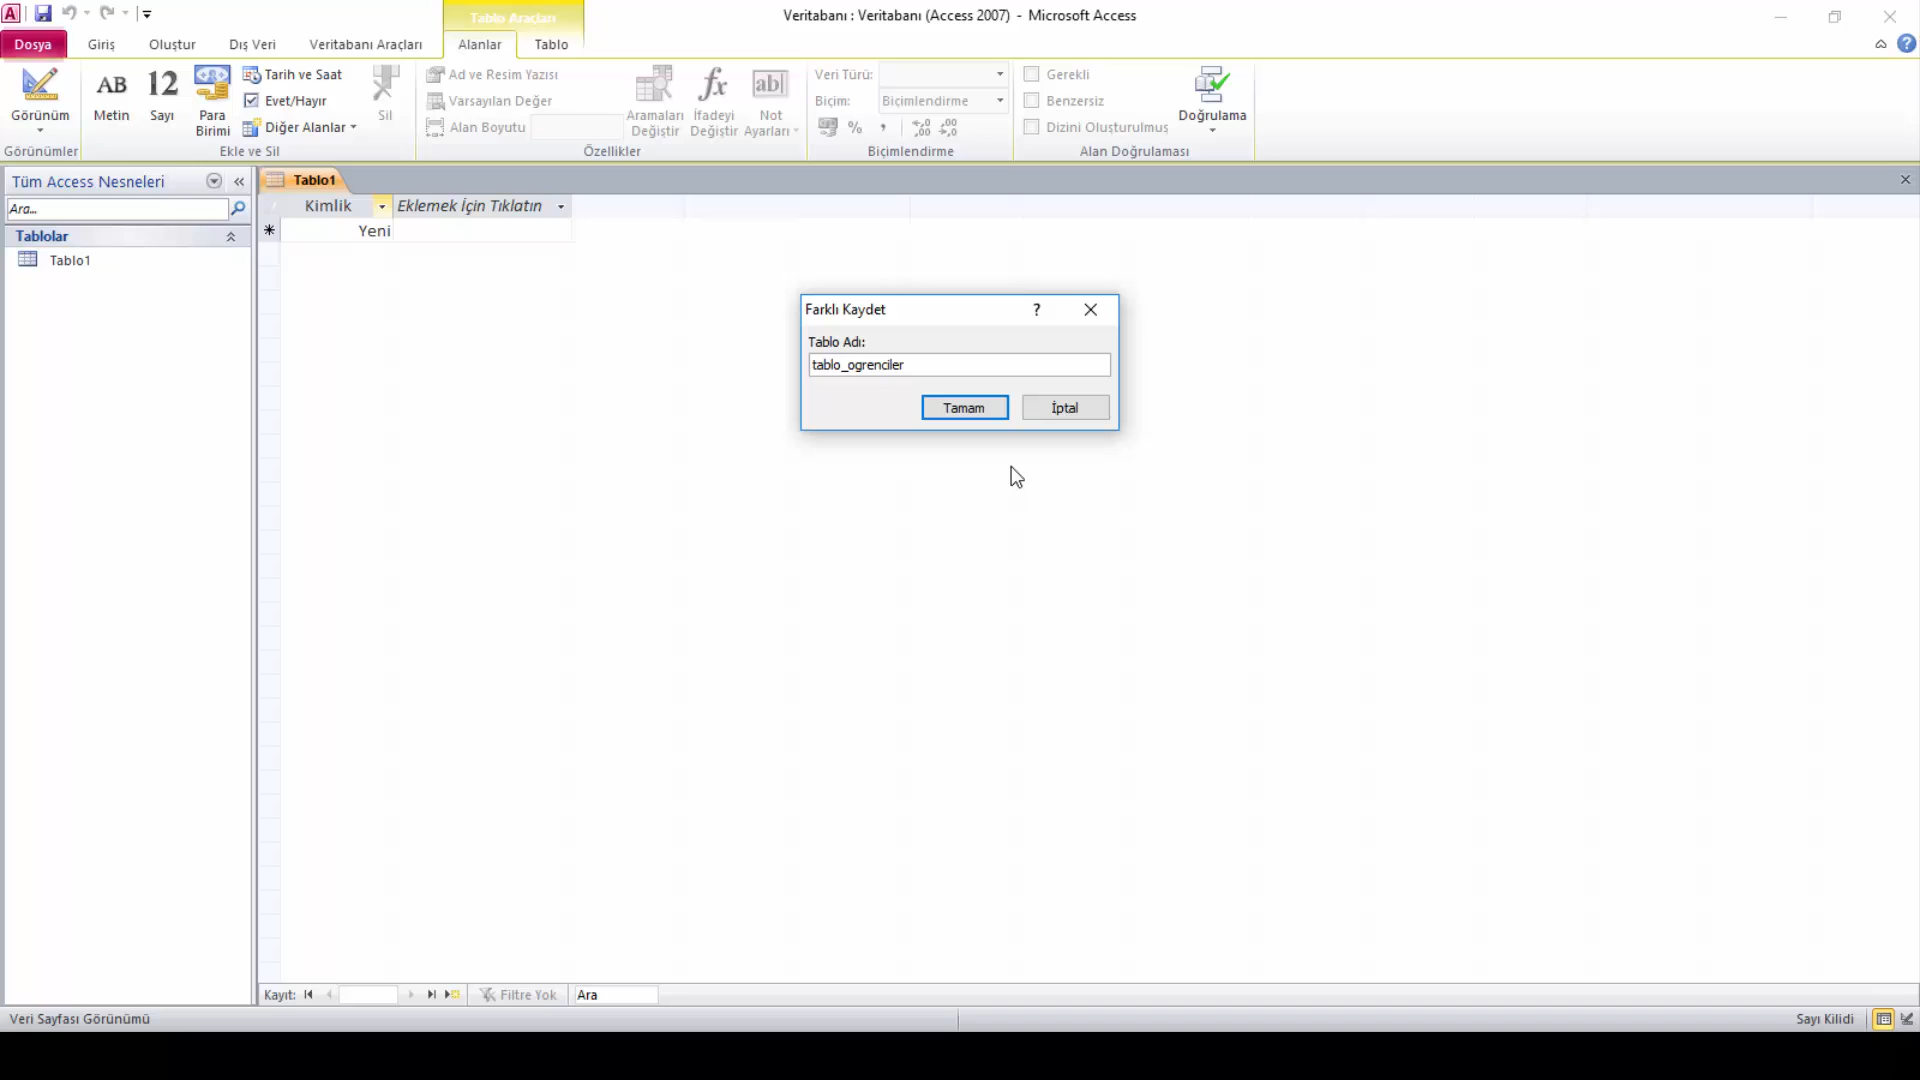 Tablo Araçları
Veritabanı : Veritabanı (Access 2007) - Microsoft Access
Dosya
Giriş
Oluştur
Dış Veri
Veritabanı Araçları
Alanlar
Tablo
Görünüm
Görünümler
AB
Metin
12
Sayı
Para
Birimi
Tarih ve Saat
Evet/Hayır
Diğer Alanlar
Sil
Ekle ve Sil
Ad ve Resim Yazısı
Varsayılan Değer
Alan Boyutu
Aramaları
Değiştir
fx
İfadeyi
Değiştir
ab|
Not
Ayarları
Özellikler
Veri Türü:
Biçim: Biçimlendirme
%
Biçimlendirme
Gerekli
Benzersiz
Dizini Oluşturulmuş
Doğrulama
Alan Doğrulaması
Tüm Access Nesneleri
Ara...
Tablolar
Tablo1
Tablo1
Kimlik
Eklemek İçin Tıklatın
Yeni
Farklı Kaydet
?
Tablo Adı:
tablo_ogrenciler
Tamam
İptal
Kayıt:
Filtre Yok
Ara
Veri Sayfası Görünümü
Sayı Kilidi